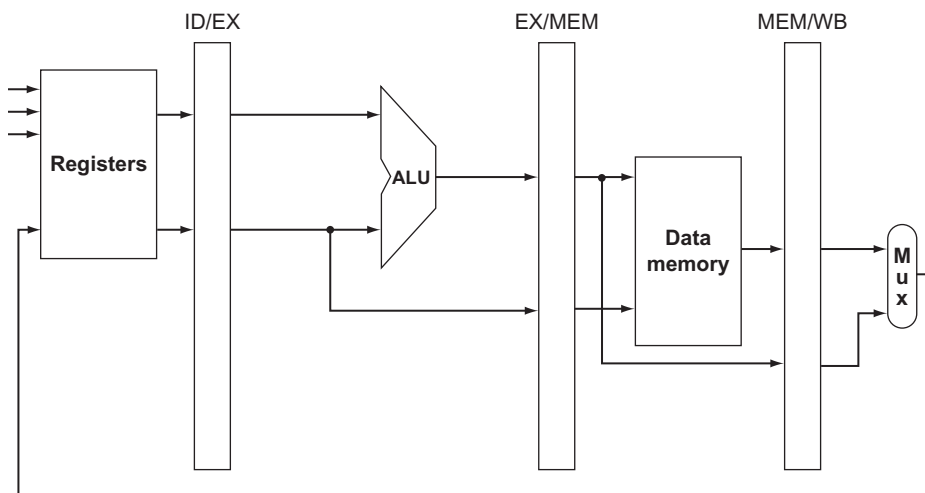 ID/EX
EX/MEM
MEM/WB
Registers
ALU
Data
memory
M
u
x